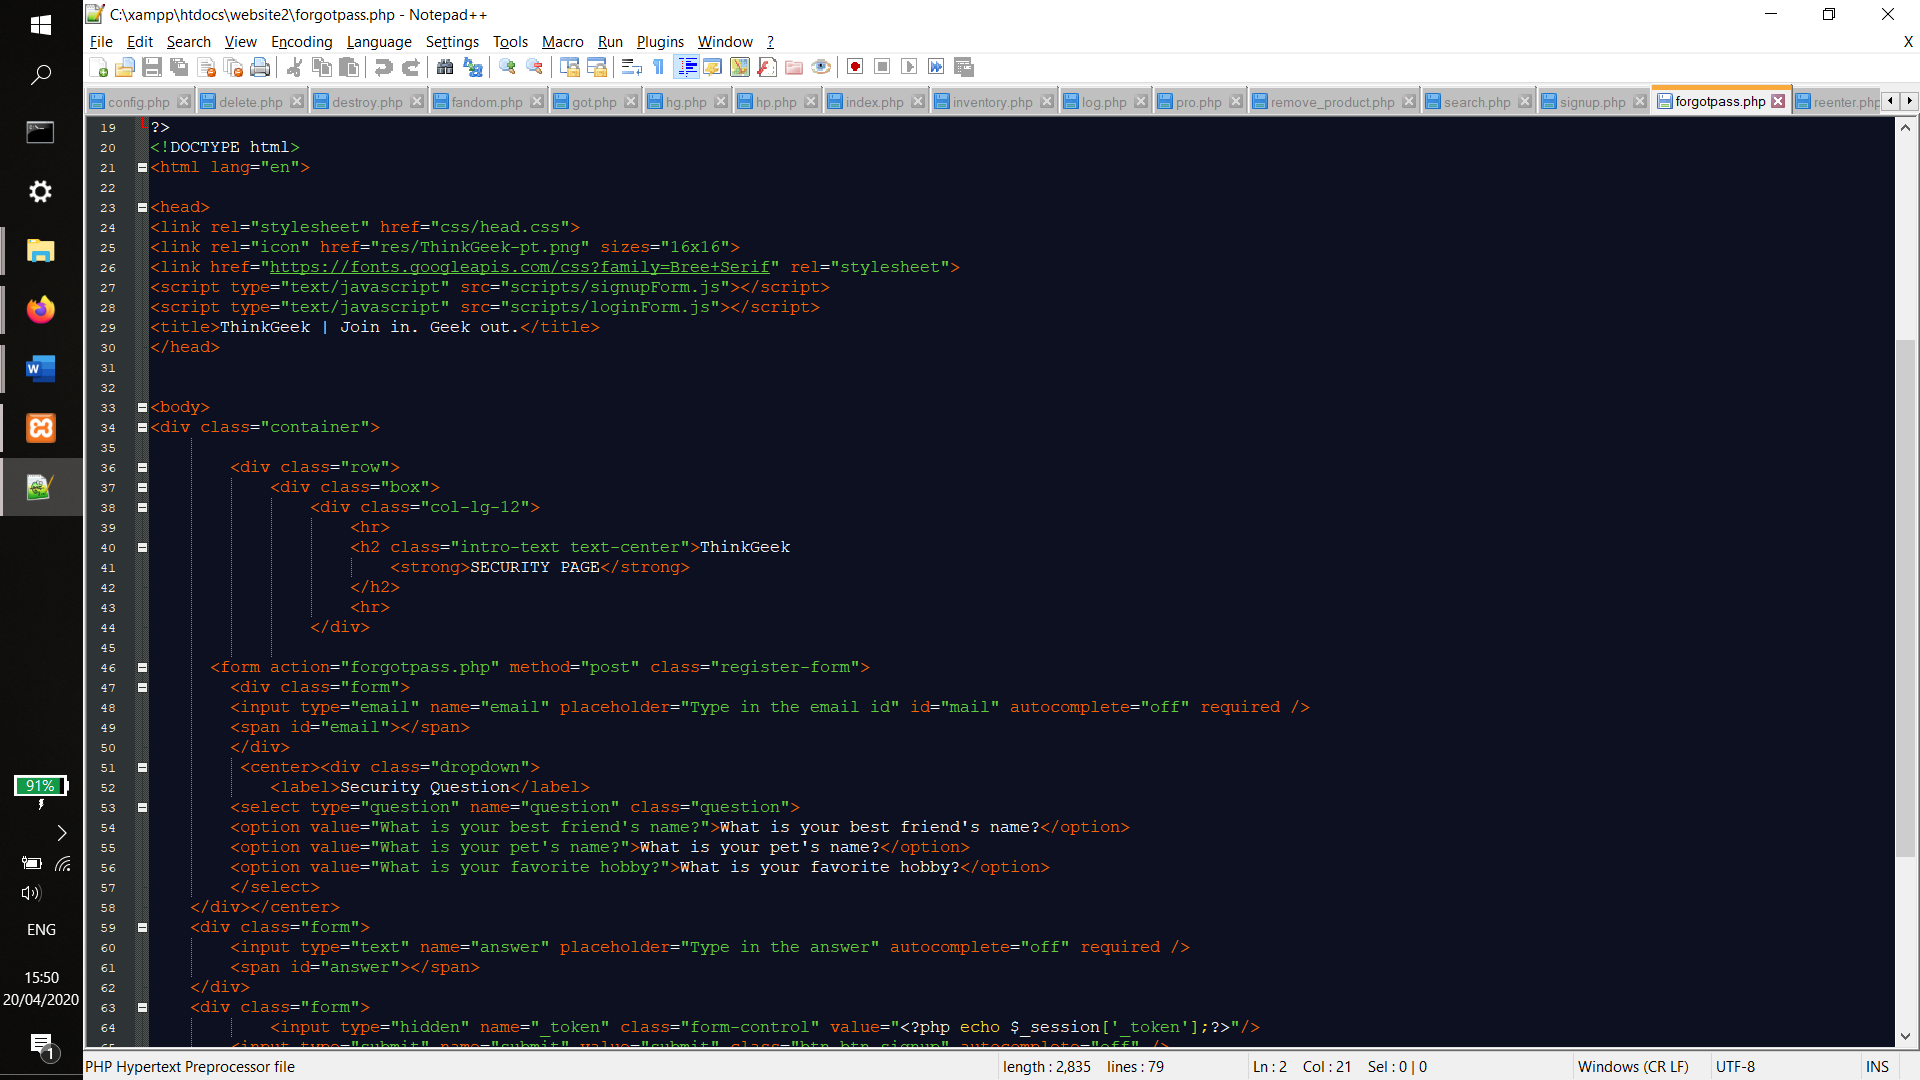 C:\xampp\htdocs\website2\forgotpass.php - Notepad++
File Edit Search View Encoding Language Settings Tools Macro Run Plugins Window ? X
config.php delete.php destroy.php fandom.php got.php hg.php hp.php index.php inventory.php log.php pro.php remove_product.php search.php signup.php forgotpass.php reenter.php
19 ?>
20 <!DOCTYPE html>
21 <html lang="en">
22
23 <head>
24 <link rel="stylesheet" href="css/head.css">
25 <link rel="icon" href="res/ThinkGeek-pt.png" sizes="16x16">
26 <link href="https://fonts.googleapis.com/css?family=Bree+Serif" rel="stylesheet">
27 <script type="text/javascript" src="scripts/signupForm.js"></script>
28 <script type="text/javascript" src="scripts/loginForm.js"></script>
29 <title>ThinkGeek | Join in. Geek out.</title>
30 </head>
31
32
33 <body>
34 <div class="container">
35
36 <div class="row">
37 <div class="box">
38 <div class="col-lg-12">
39 <hr>
40 <h2 class="intro-text text-center">ThinkGeek
41 <strong>SECURITY PAGE</strong>
42 </h2>
43 <hr>
44 </div>
45
46 <form action="forgotpass.php" method="post" class="register-form">
47 <div class="form">
48 <input type="email" name="email" placeholder="Type in the email id" id="mail" autocomplete="off" required />
49 <span id="email"></span>
50 </div>
51 <center><div class="dropdown">
52 <label>Security Question</label>
53 <select type="question" name="question" class="question">
54 <option value="What is your best friend's name?">What is your best friend's name?</option>
55 <option value="What is your pet's name?">What is your pet's name?</option>
56 <option value="What is your favorite hobby?">What is your favorite hobby?</option>
57 </select>
58 </div></center>
59 <div class="form">
60 <input type="text" name="answer" placeholder="Type in the answer" autocomplete="off" required />
61 <span id="answer"></span>
62 </div>
63 <div class="form">
64 <input type="hidden" name="_token" class="form-control" value="<?php echo $_session['_token'];?>"/>
65 <input type="submit" name="submit" value="submit" class="btn btn signup" autocomplete="off" />
PHP Hypertext Preprocessor file length : 2,835 lines : 79 Ln : 2 Col : 21 Sel : 0 | 0 Windows (CR LF) UTF-8 INS
91%
ENG
15:50
20/04/2020
1